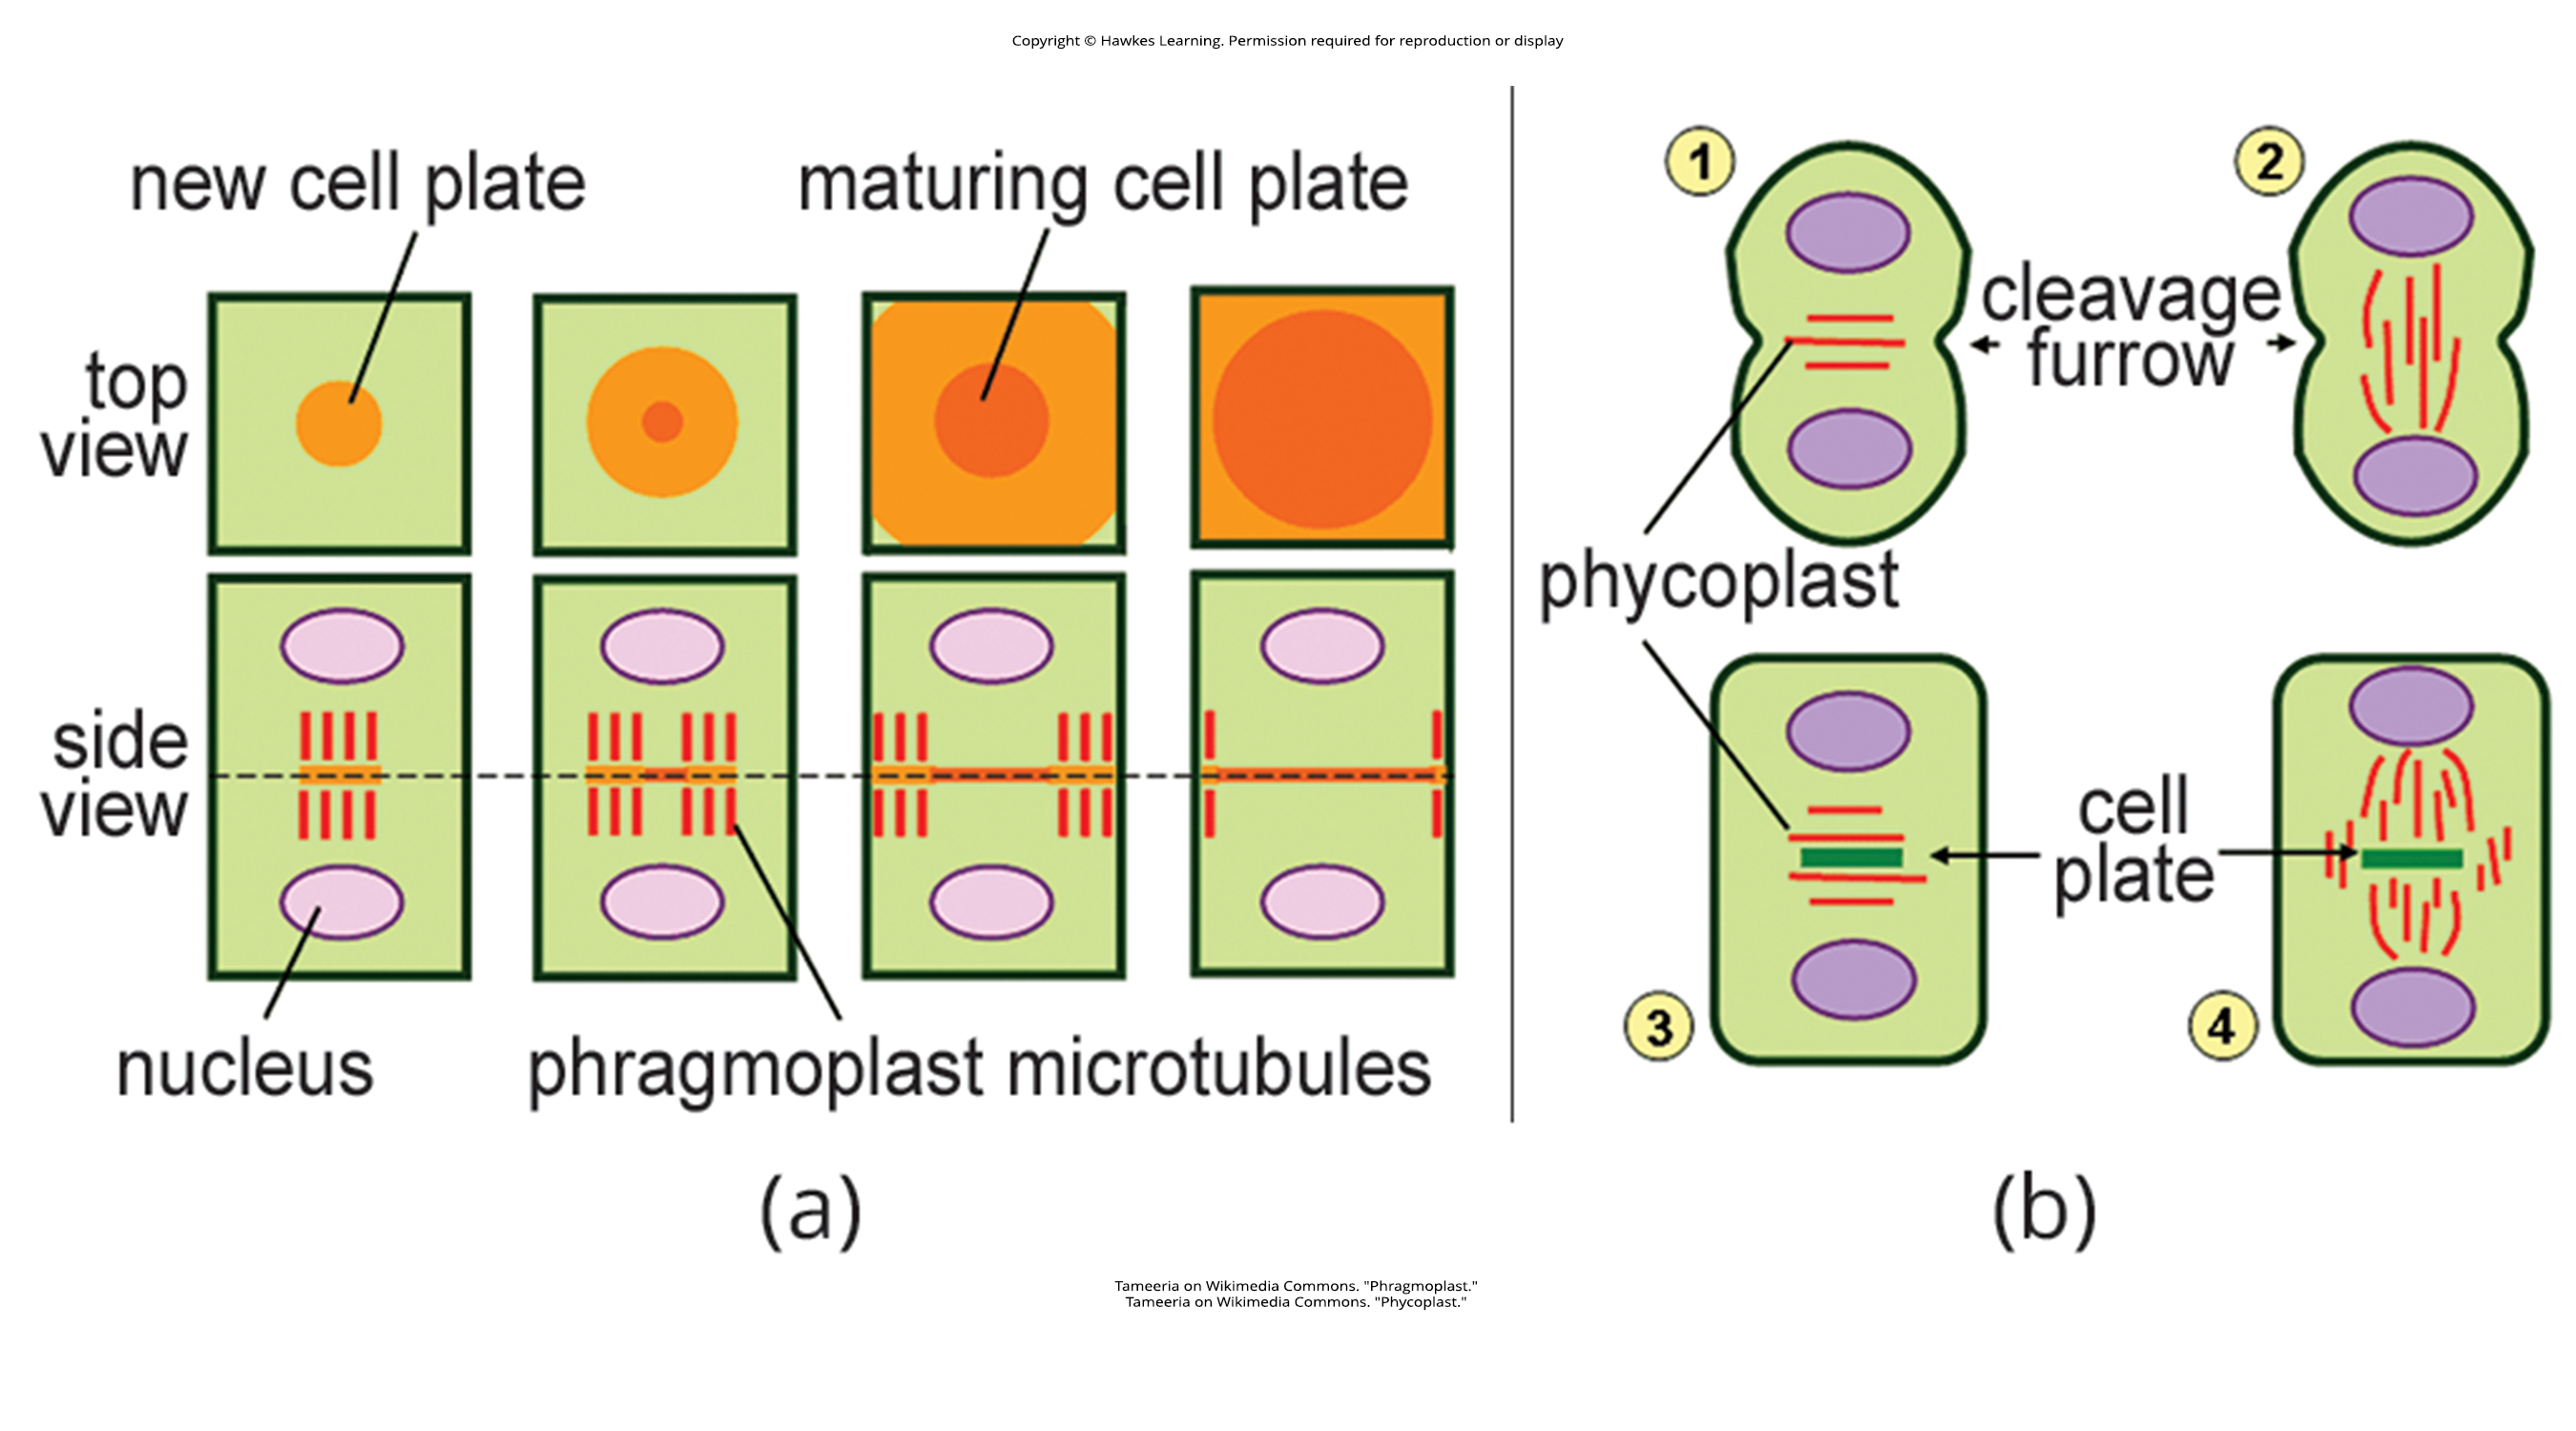 Copyright © Hawkes Learning. Permission required for reproduction or display
new cell plate
maturing cell plate
top
view
side
view
nucleus
phragmoplast microtubules
(a)
1
2
cleavage
furrow
phycoplast
cell
plate
3
4
(b)
Tameeria on Wikimedia Commons. "Phragmoplast."
Tameeria on Wikimedia Commons. "Phycoplast."